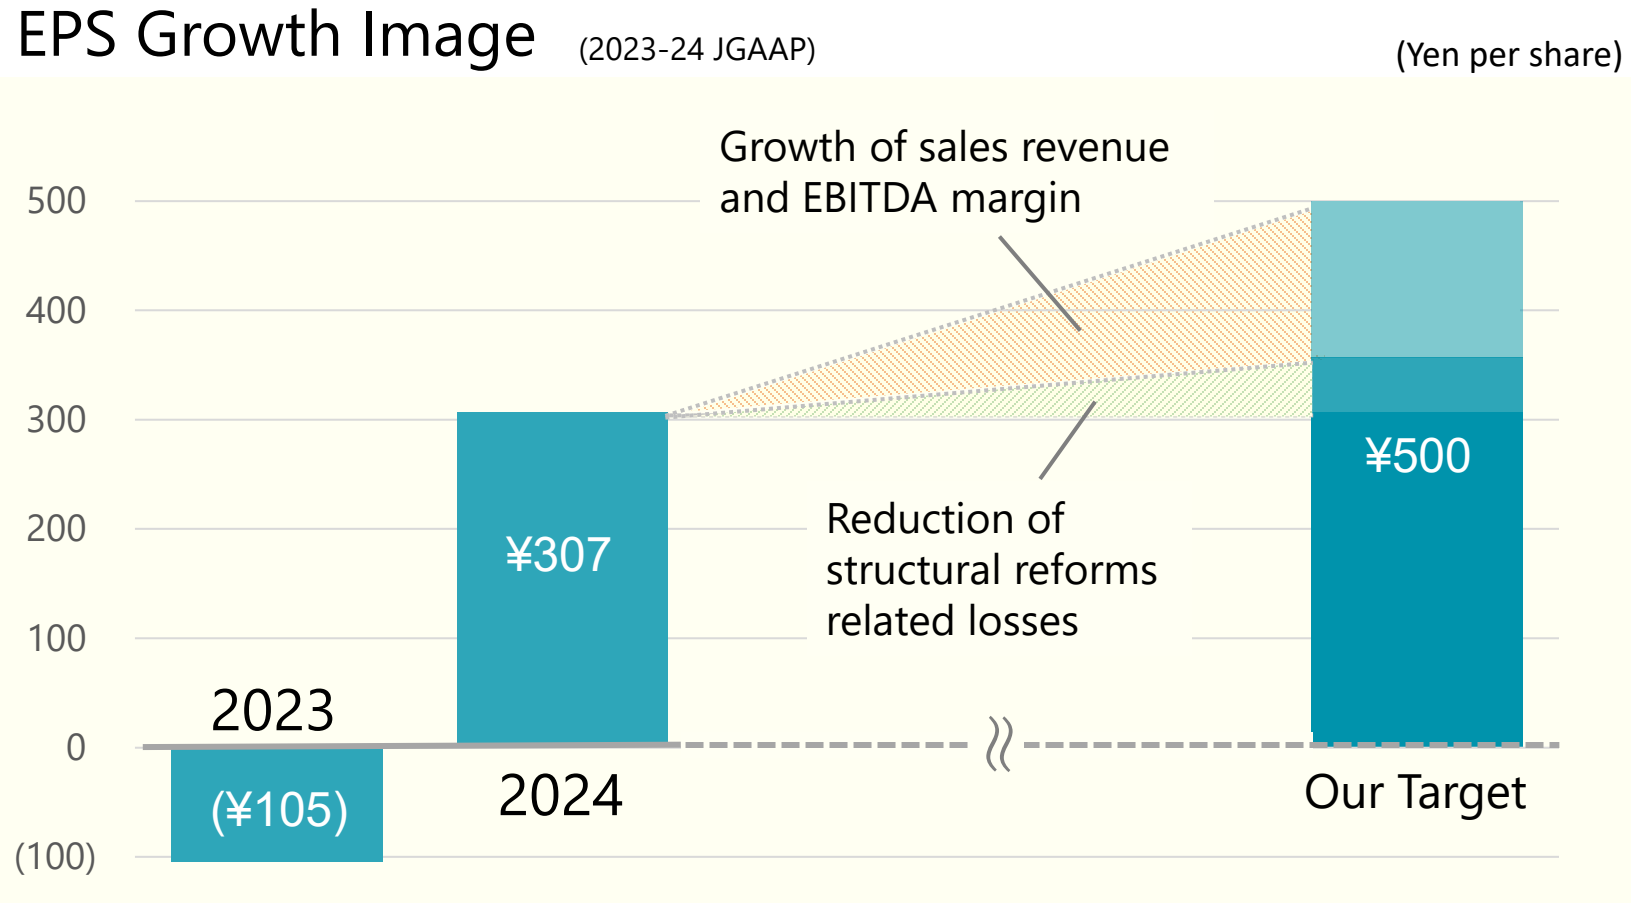 EPS Growth Image (2023-24 JGAAP)
(Yen per share)
Growth of sales revenue
and EBITDA margin
500
400
300
200
100
0
(100)
¥500
¥307
Reduction of
structural reforms
related losses
2023
(¥105)
2024
Our Target